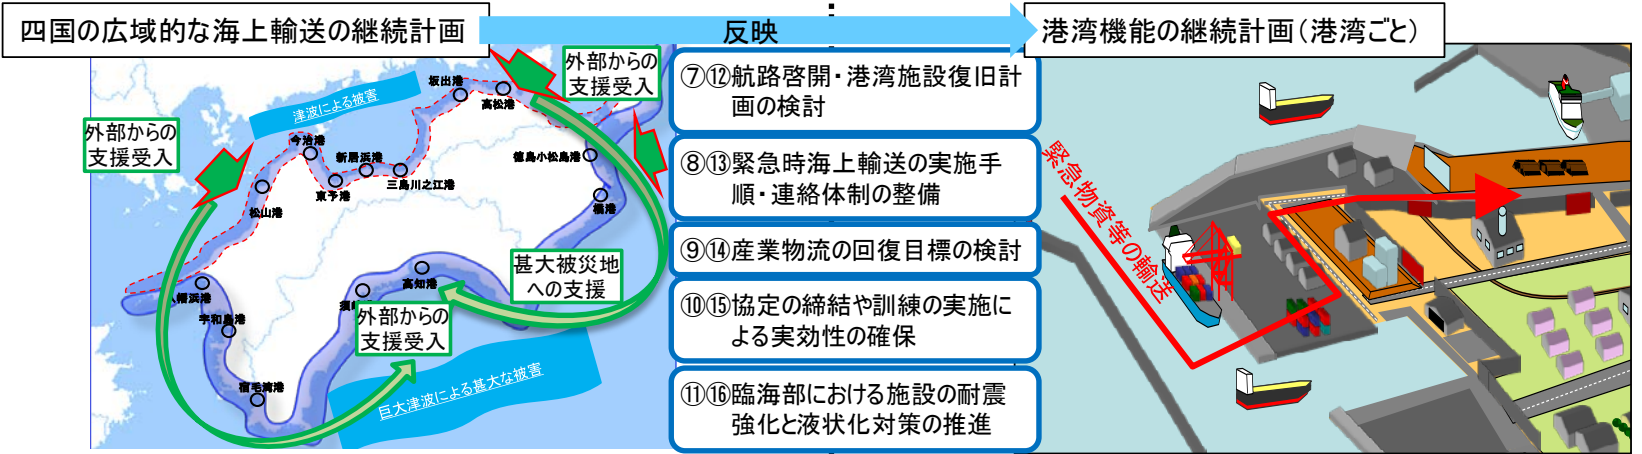 四国の広域的な海上輸送の継続計画
反映
港湾機能の継続計画（港湾ごと）
外部からの
支援受入
津波による被害
坂出港
高松港
外部からの
支援受入
今治港
新居浜港
東予港
三島川之江港
徳島小松島港
松山港
橘港
甚大被災地
への支援
八幡浜港
高知港
宇和島港
外部からの
支援受入
宿毛湾港
巨大津波による甚大な被害
⑦⑫航路啓開・港湾施設復旧計
画の検討
⑧⑬緊急時海上輸送の実施手
順・連絡体制の整備
⑨⑭産業物流の回復目標の検討
⑩⑮協定の締結や訓練の実施に
よる実効性の確保
⑪⑯臨海部における施設の耐震
強化と液状化対策の推進
緊急物資等の輸送